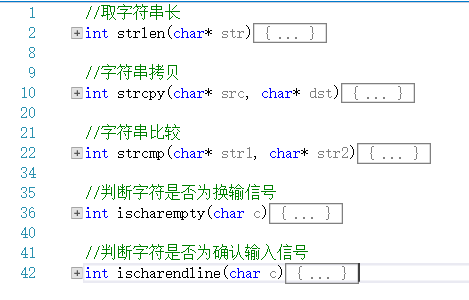 1 //取字符串长
2 int strlen(char* str){ ... }
8
9 //字符串拷贝
10 int strcpy(char* src, char* dst){ ... }
20
21 //字符串比较
22 int strcmp(char* str1, char* str2){ ... }
34
35 //判断字符是否为换输信号
36 int ischarempty(char c){ ... }
40
41 //判断字符是否为确认输入信号
42 int ischarendline(char c){ ... }